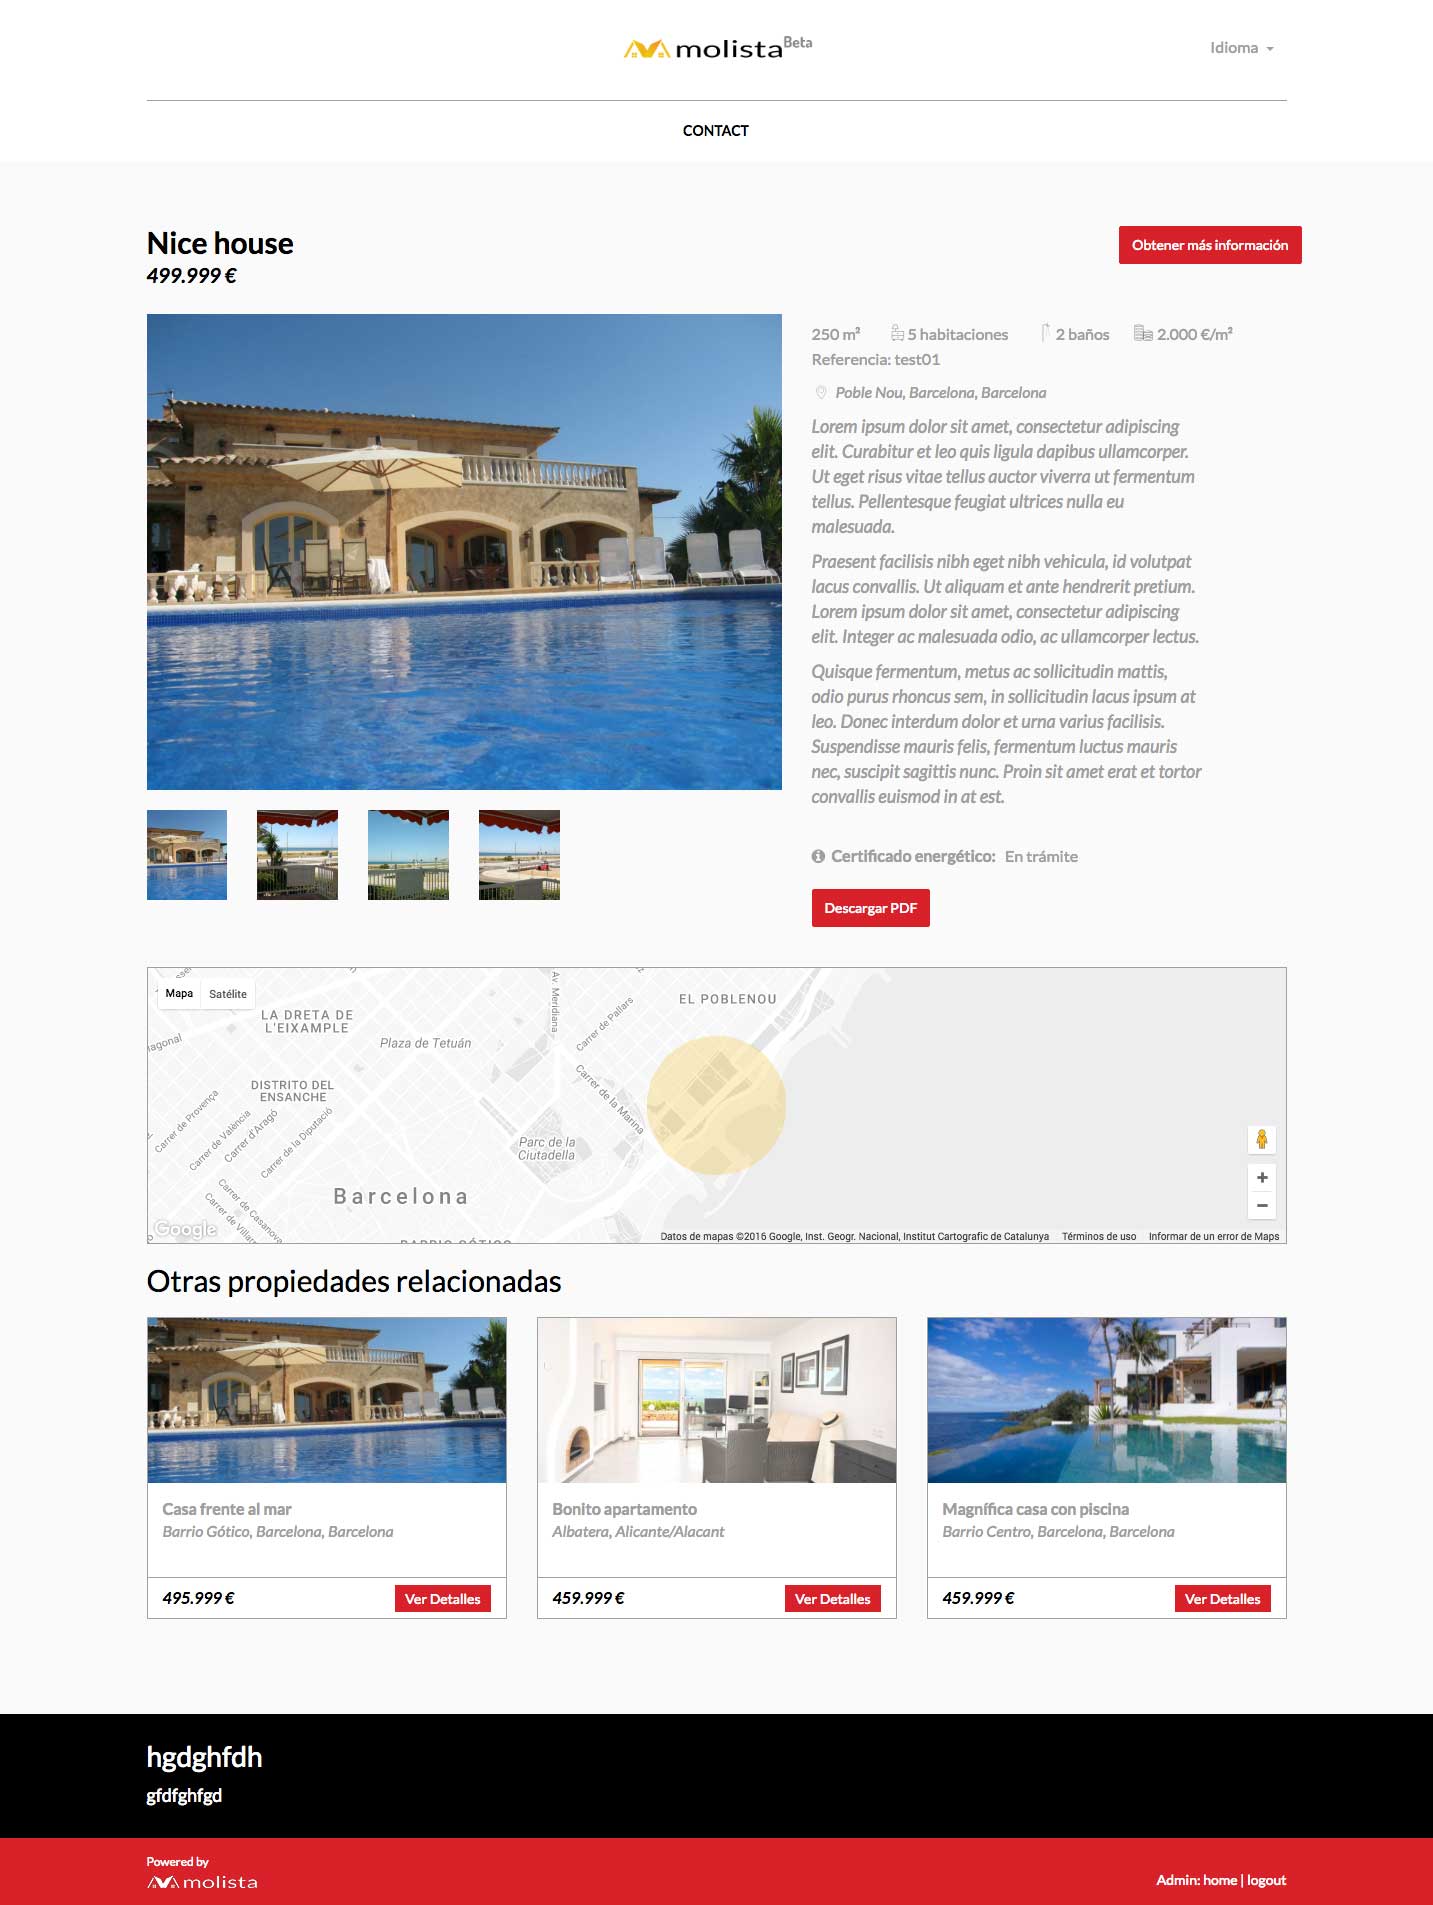 molista Beta
Idioma
CONTACT
Nice house
499.999 €
Obtener más información
250 m² 5 habitaciones 2 baños 2.000 €/m²
Referencia: test01
Poble Nou, Barcelona, Barcelona
Lorem ipsum dolor sit amet, consectetur adipiscing
elit. Curabitur et leo quis ligula dapibus ullamcorper.
Ut eget risus vitae tellus auctor viverra ut fermentum
tellus. Pellentesque feugiat ultrices nulla eu
malesuada.
Praesent facilisis nibh eget nibh vehicula, id volutpat
lacus convallis. Ut aliquam et ante hendrerit pretium.
Lorem ipsum dolor sit amet, consectetur adipiscing
elit. Integer ac malesuada odio, ac ullamcorper lectus.
Quisque fermentum, metus ac sollicitudin mattis,
odio purus rhoncus sem, in sollicitudin lacus ipsum at
leo. Donec interdum dolor et urna varius facilisis.
Suspendisse mauris felis, fermentum luctus mauris
nec, suscipit sagittis nunc. Proin sit amet erat et tortor
convallis euismod in at est.
Certificado energético: En trámite
Descargar PDF
Mapa Satélite
LA DRETA DE
L'EIXAMPLE
Plaza de Tetuán
Av. Meridiana
Carrer de Pallars
EL POBLENOU
DISTRITO DEL
ENSANCHE
Carrer de Provença
Carrer de València
Carrer d'Aragó
Carrer de la Diputació
Carrer de la Marina
Parc de la
Ciutadella
Carrer de Casanova
Barcelona
BARRIO GÓTICO
Google
Datos de mapas ©2016 Google, Inst. Geogr. Nacional, Institut Cartografic de Catalunya Términos de uso Informar de un error de Maps
Otras propiedades relacionadas
Casa frente al mar
Barrio Gótico, Barcelona, Barcelona
495.999 €
Ver Detalles
Bonito apartamento
Albatera, Alicante/Alacant
459.999 €
Ver Detalles
Magnífica casa con piscina
Barrio Centro, Barcelona, Barcelona
459.999 €
Ver Detalles
hgdghfdh
gfdfghfgd
Powered by
molista
Admin: home | logout